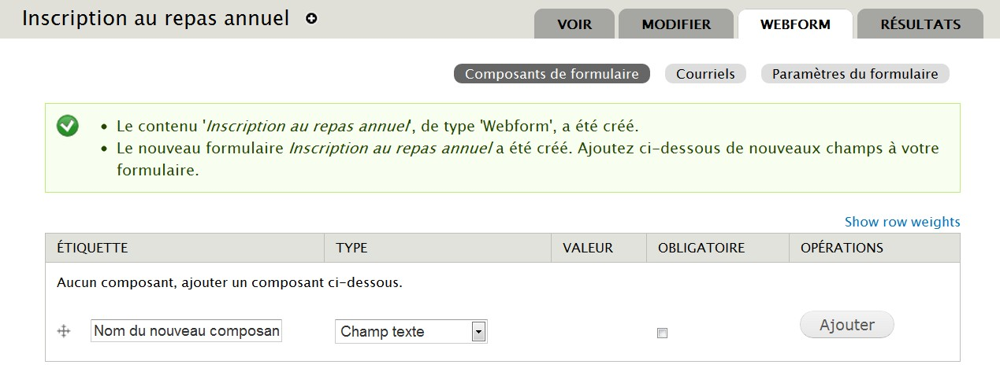 Inscription au repas annuel
VOIR MODIFIER WEBFORM RÉSULTATS
Composants de formulaire Courriels Paramètres du formulaire
Le contenu 'Inscription au repas annuel', de type 'Webform', a été créé.
Le nouveau formulaire Inscription au repas annuel a été créé. Ajoutez ci-dessous de nouveaux champs à votre
formulaire.
Show row weights
ÉTIQUETTE TYPE VALEUR OBLIGATOIRE OPÉRATIONS
Aucun composant, ajouter un composant ci-dessous.
Nom du nouveau composan Champ texte Ajouter